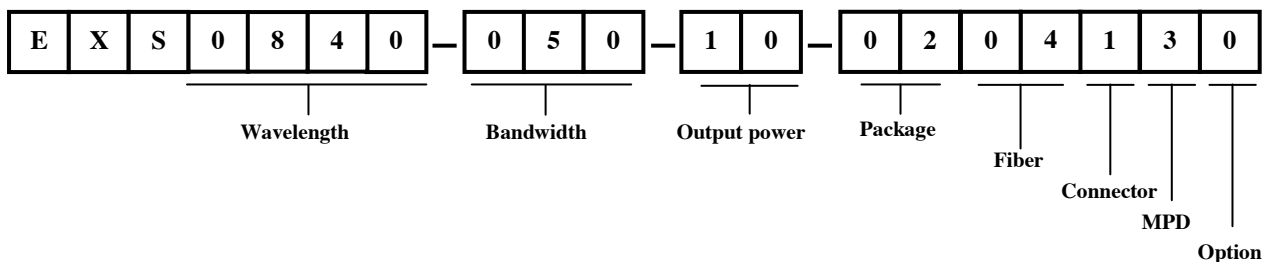 E X S 0 8 4 0 – 0 5 0 – 1 0 – 0 2 0 4 1 3 0
Wavelength Bandwidth Output power Package
Fiber
Connector
MPD
Option